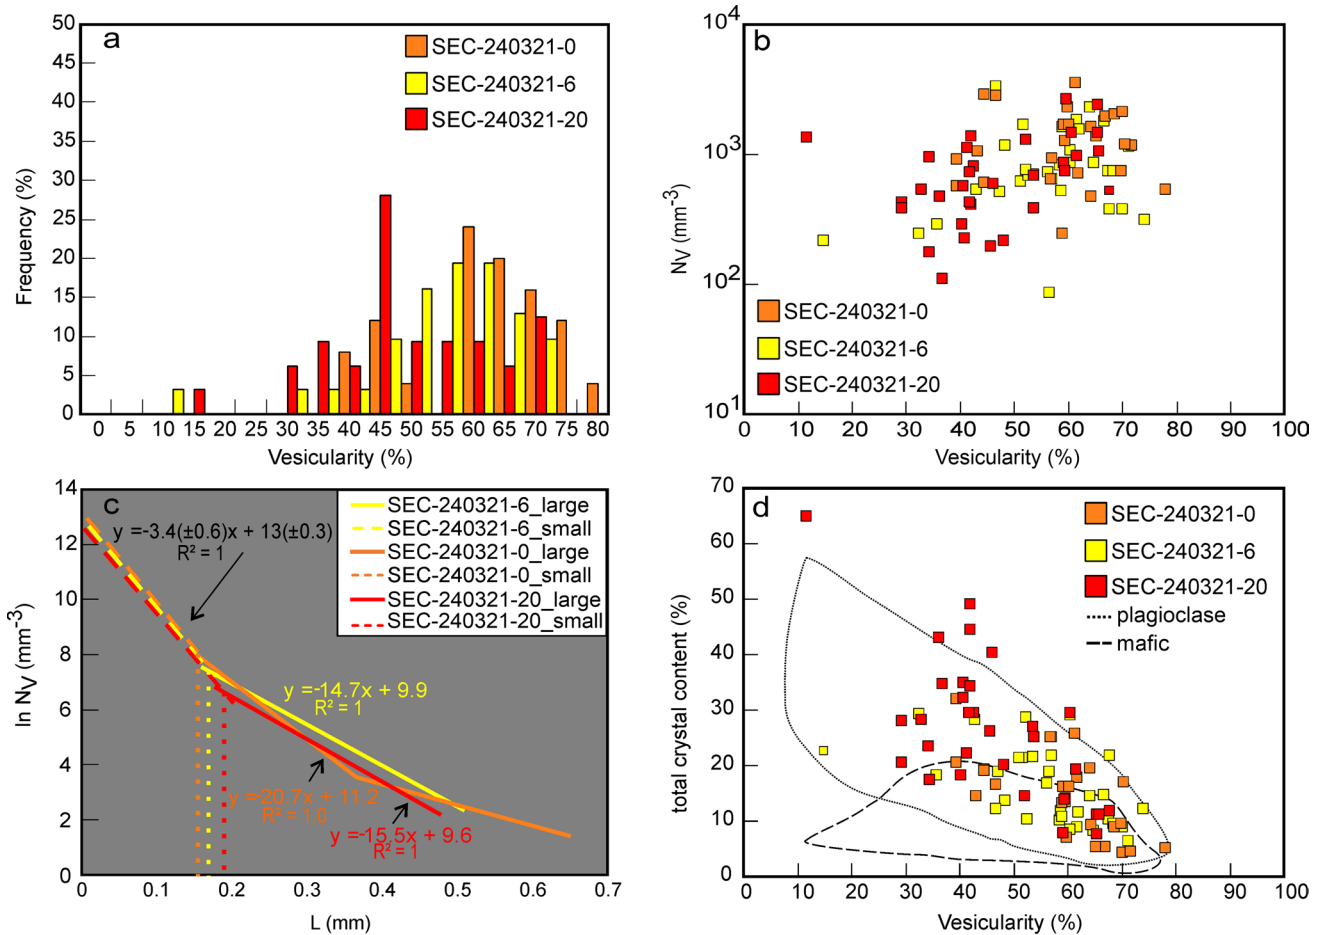 a
SEC-240321-0
SEC-240321-6
SEC-240321-20
50
45
40
35
30
25
20
15
10
5
0
Frequency (%)
0 5 10 15 20 25 30 35 40 45 50 55 60 65 70 75 80
Vesicularity (%)
b
10⁴
10³
10²
10¹
Nᵥ (mm⁻³)
SEC-240321-0
SEC-240321-6
SEC-240321-20
0 10 20 30 40 50 60 70 80 90 100
Vesicularity (%)
c
14
12
10
8
6
4
2
0
ln Nᵥ (mm⁻³)
SEC-240321-6_large
SEC-240321-6_small
SEC-240321-0_large
SEC-240321-0_small
SEC-240321-20_large
SEC-240321-20_small
y =-3.4(±0.6)x + 13(±0.3)
R² = 1
y =-14.7x + 9.9
R² = 1
y =-20.7x + 11.2
R² = 1.0
y =-15.5x + 9.6
R² = 1
0 0.1 0.2 0.3 0.4 0.5 0.6 0.7
L (mm)
d
70
60
50
40
30
20
10
0
total crystal content (%)
SEC-240321-0
SEC-240321-6
SEC-240321-20
plagioclase
mafic
0 10 20 30 40 50 60 70 80 90 100
Vesicularity (%)